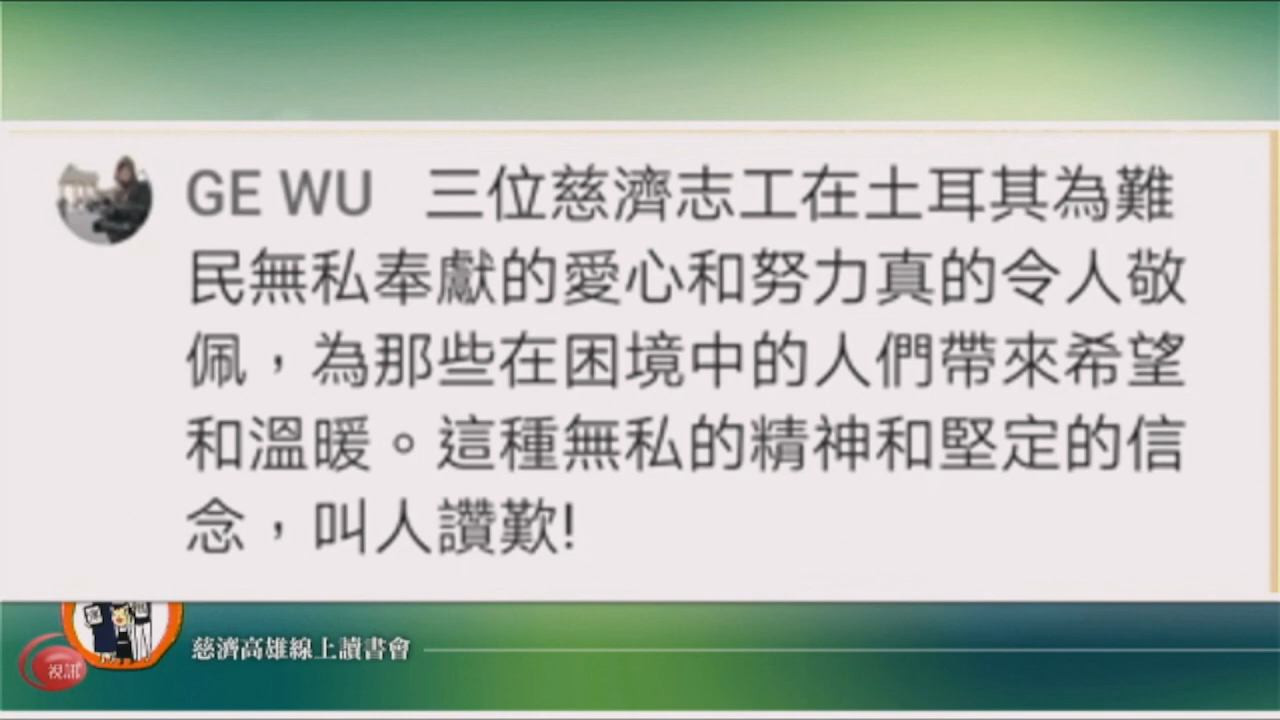 GE WU 三位慈濟志工在土耳其為難
民無私奉獻的愛心和努力真的令人敬
佩，為那些在困境中的人們帶來希望
和溫暖。這種無私的精神和堅定的信
念，叫人讚歎!
慈濟高雄線上讀書會
視訊